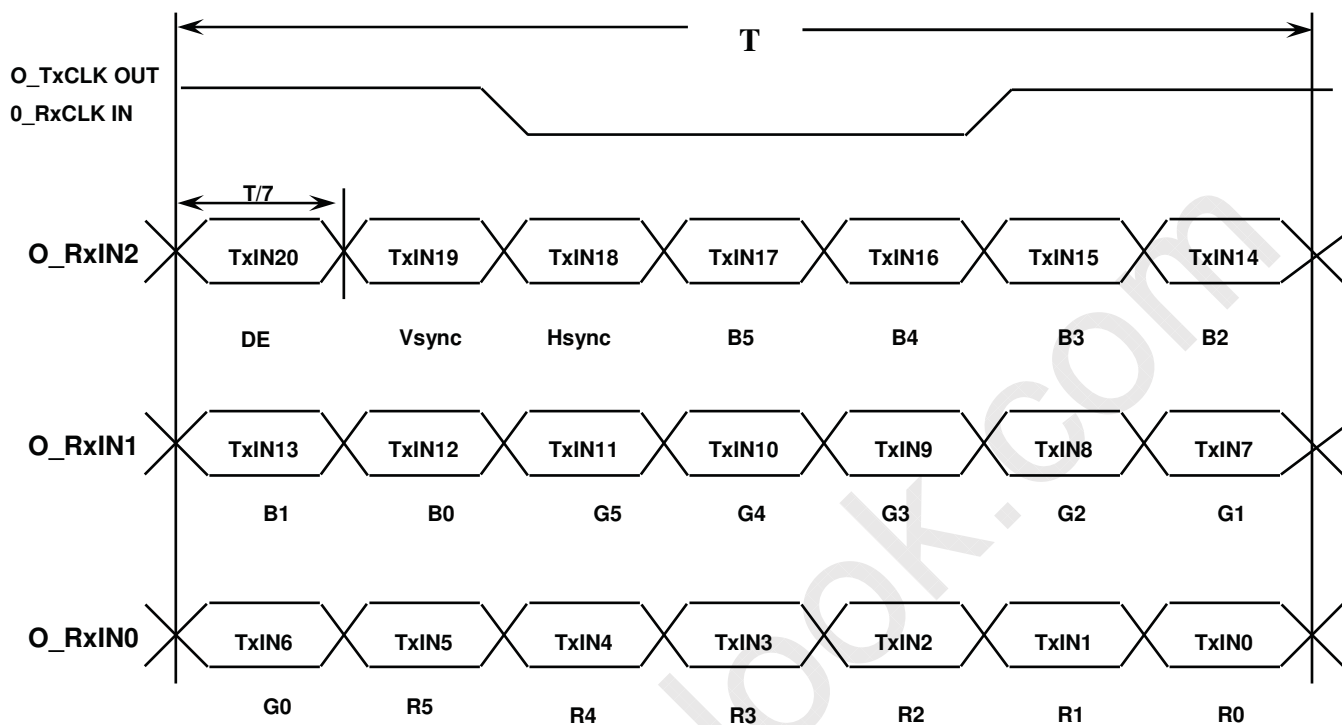 T
O_TxCLK OUT
0_RxCLK IN
T/7
O_RxIN2 TxIN20 TxIN19 TxIN18 TxIN17 TxIN16 TxIN15 TxIN14
DE Vsync Hsync B5 B4 B3 B2
O_RxIN1 TxIN13 TxIN12 TxIN11 TxIN10 TxIN9 TxIN8 TxIN7
B1 B0 G5 G4 G3 G2 G1
O_RxIN0 TxIN6 TxIN5 TxIN4 TxIN3 TxIN2 TxIN1 TxIN0
G0 R5 R4 R3 R2 R1 R0
look.com